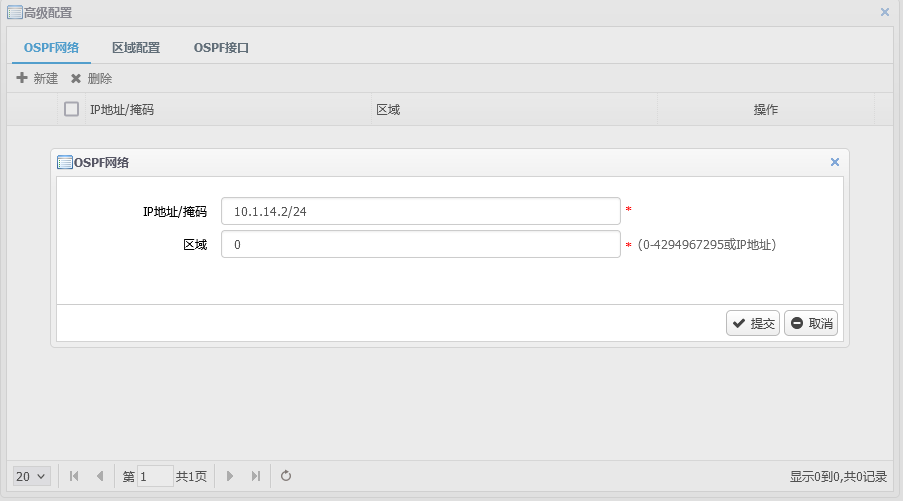 高级配置
OSPF网络 区域配置 OSPF接口
新建 删除
IP地址/掩码 区域 操作
OSPF网络
IP地址/掩码 10.1.14.2/24 *
区域 0 * (0-4294967295或IP地址)
提交 取消
20 第 1 共1页 显示0到0,共0记录